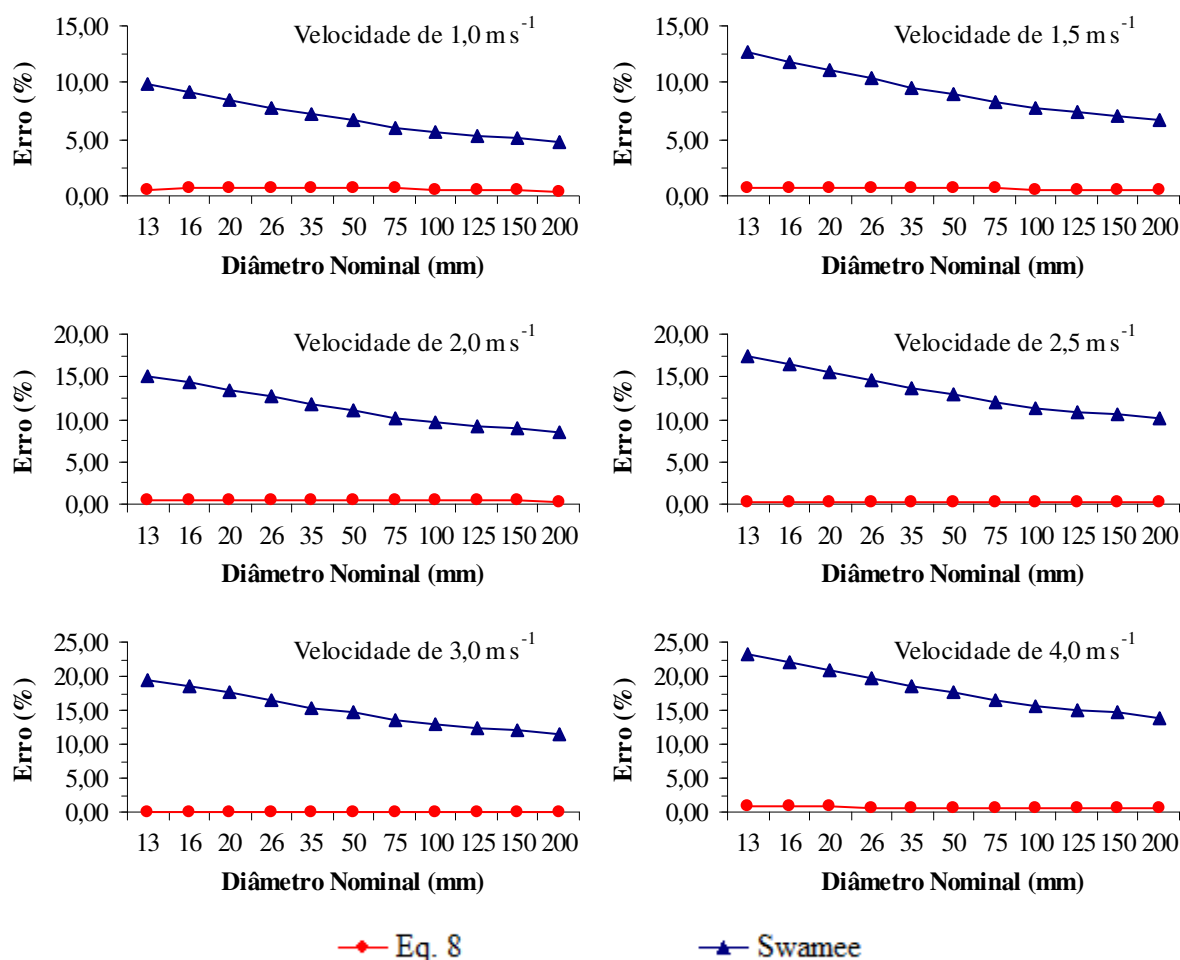 Velocidade de 1,0 m s-1
Erro (%)
15,00
10,00
5,00
0,00
13 16 20 26 35 50 75 100 125 150 200
Diâmetro Nominal (mm)
Velocidade de 1,5 m s-1
Erro (%)
15,00
10,00
5,00
0,00
13 16 20 26 35 50 75 100 125 150 200
Diâmetro Nominal (mm)
Velocidade de 2,0 m s-1
Erro (%)
20,00
15,00
10,00
5,00
0,00
13 16 20 26 35 50 75 100 125 150 200
Diâmetro Nominal (mm)
Velocidade de 2,5 m s-1
Erro (%)
20,00
15,00
10,00
5,00
0,00
13 16 20 26 35 50 75 100 125 150 200
Diâmetro Nominal (mm)
Velocidade de 3,0 m s-1
Erro (%)
25,00
20,00
15,00
10,00
5,00
0,00
13 16 20 26 35 50 75 100 125 150 200
Diâmetro Nominal (mm)
Velocidade de 4,0 m s-1
Erro (%)
25,00
20,00
15,00
10,00
5,00
0,00
13 16 20 26 35 50 75 100 125 150 200
Diâmetro Nominal (mm)
Eq. 8
Swamee